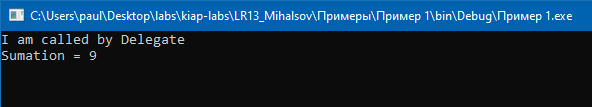 C:\Users\paul\Desktop\labs\kiap-labs\LR13_Mihalsov\Примеры\Пример 1\bin\Debug\Пример 1.exe
I am called by Delegate
Sumation = 9